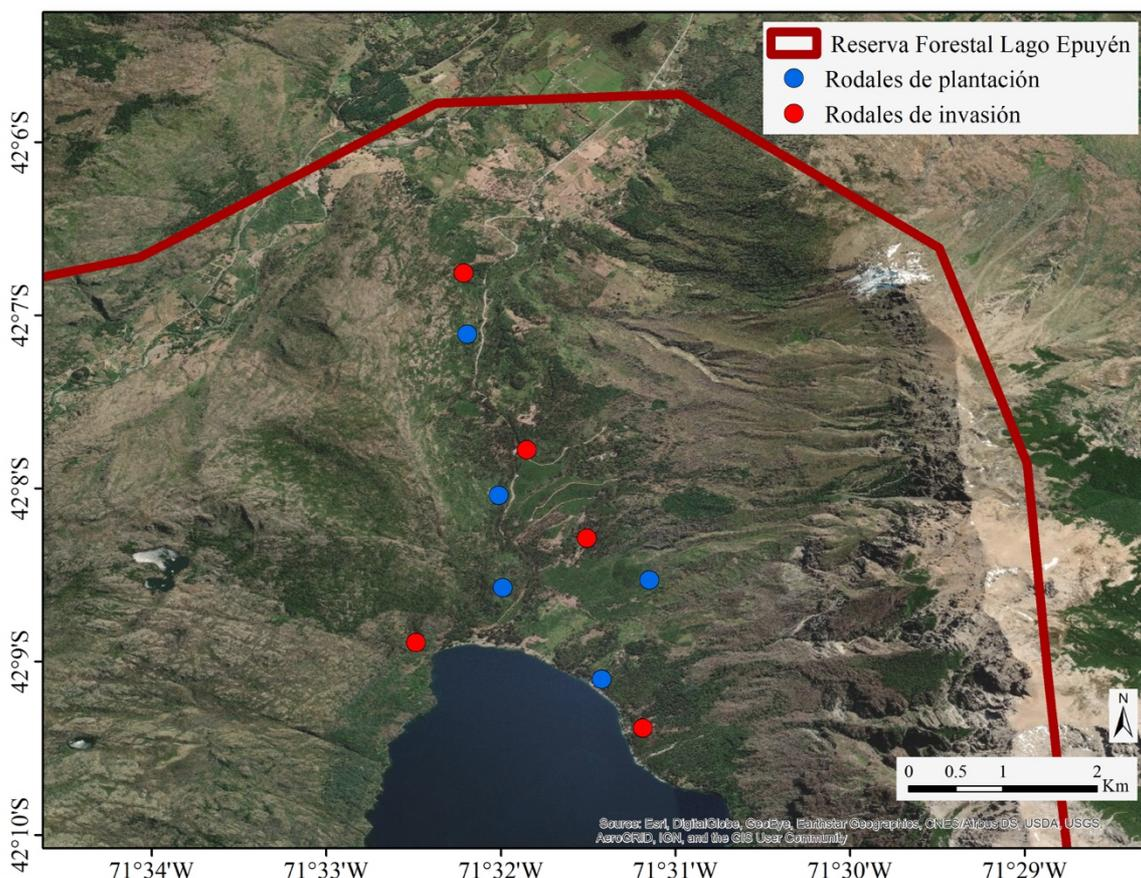 Reserva Forestal Lago Epuyén
Rodales de plantación
Rodales de invasión
42°6'S
42°7'S
42°8'S
42°9'S
42°10'S
N
0 0.5 1 2
Km
Source: Esri, DigitalGlobe, GeoEye, Earthstar Geographics, CNES/Airbus DS, USDA, USGS,
AeroGRID, IGN, and the GIS User Community
71°34'W 71°33'W 71°32'W 71°31'W 71°30'W 71°29'W